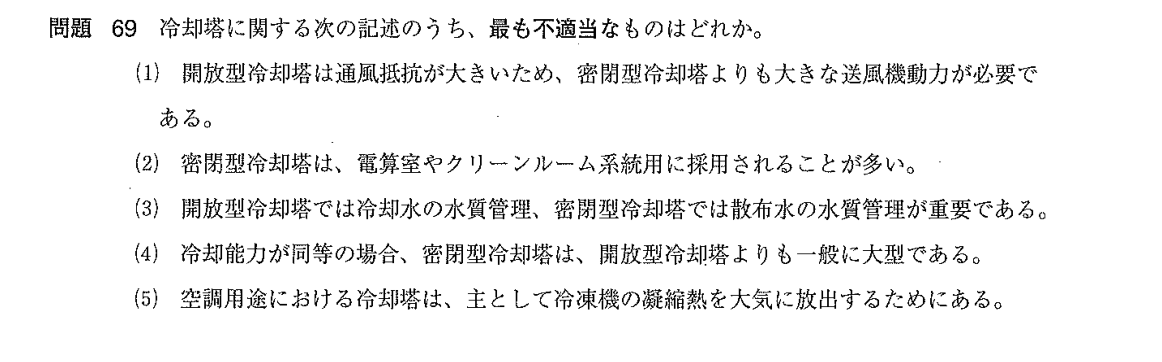 問題 69 冷却塔に関する次の記述のうち、最も不適当なものはどれか。
(1) 開放型冷却塔は通風抵抗が大きいため、密閉型冷却塔よりも大きな送風機動力が必要で
ある。
(2) 密閉型冷却塔は、電算室やクリーンルーム系統用に採用されることが多い。
(3) 開放型冷却塔では冷却水の水質管理、密閉型冷却塔では散布水の水質管理が重要である。
(4) 冷却能力が同等の場合、密閉型冷却塔は、開放型冷却塔よりも一般に大型である。
(5) 空調用途における冷却塔は、主として冷凍機の凝縮熱を大気に放出するためにある。